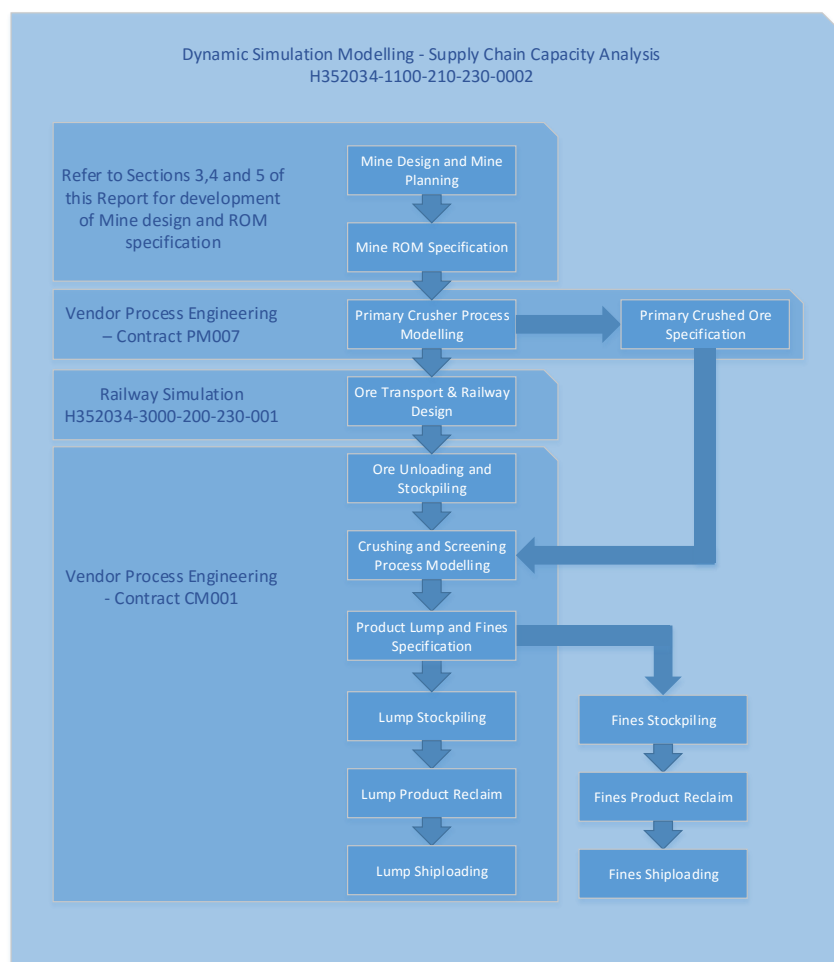 Dynamic Simulation Modelling - Supply Chain Capacity Analysis
H352034-1100-210-230-0002
Refer to Sections 3,4 and 5 of
this Report for development
of Mine design and ROM
specification
Mine Design and Mine
Planning
Mine ROM Specification
Vendor Process Engineering
– Contract PM007
Primary Crusher Process
Modelling
Primary Crushed Ore
Specification
Railway Simulation
H352034-3000-200-230-001
Ore Transport & Railway
Design
Ore Unloading and
Stockpiling
Crushing and Screening
Process Modelling
Vendor Process Engineering
- Contract CM001
Product Lump and Fines
Specification
Lump Stockpiling
Fines Stockpiling
Lump Product Reclaim
Fines Product Reclaim
Lump Shiploading
Fines Shiploading